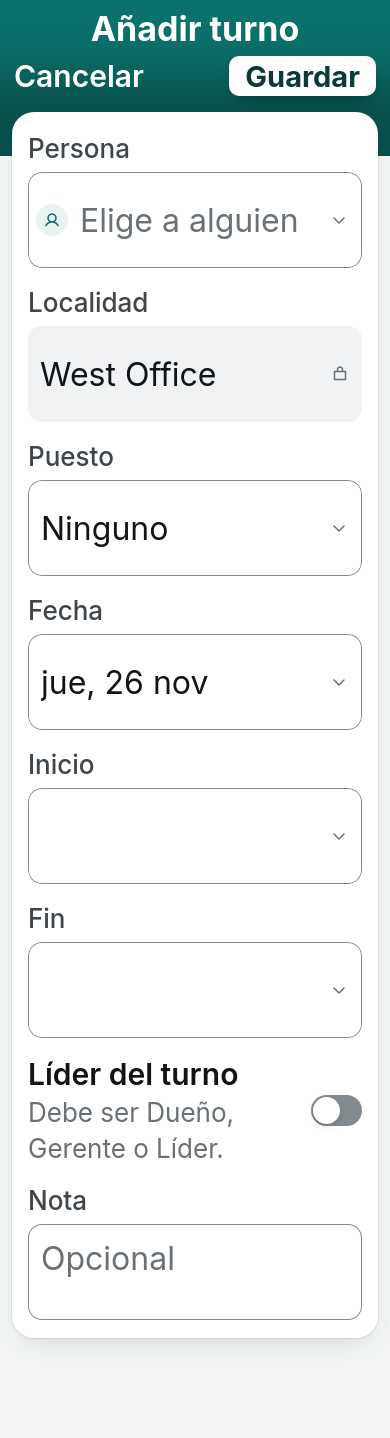 Añadir turno
Cancelar
Guardar
Persona
Elige a alguien
Localidad
West Office
Puesto
Ninguno
Fecha
jue, 26 nov
Inicio
Fin
Líder del turno
Debe ser Dueño,
Gerente o Líder.
Nota
Opcional